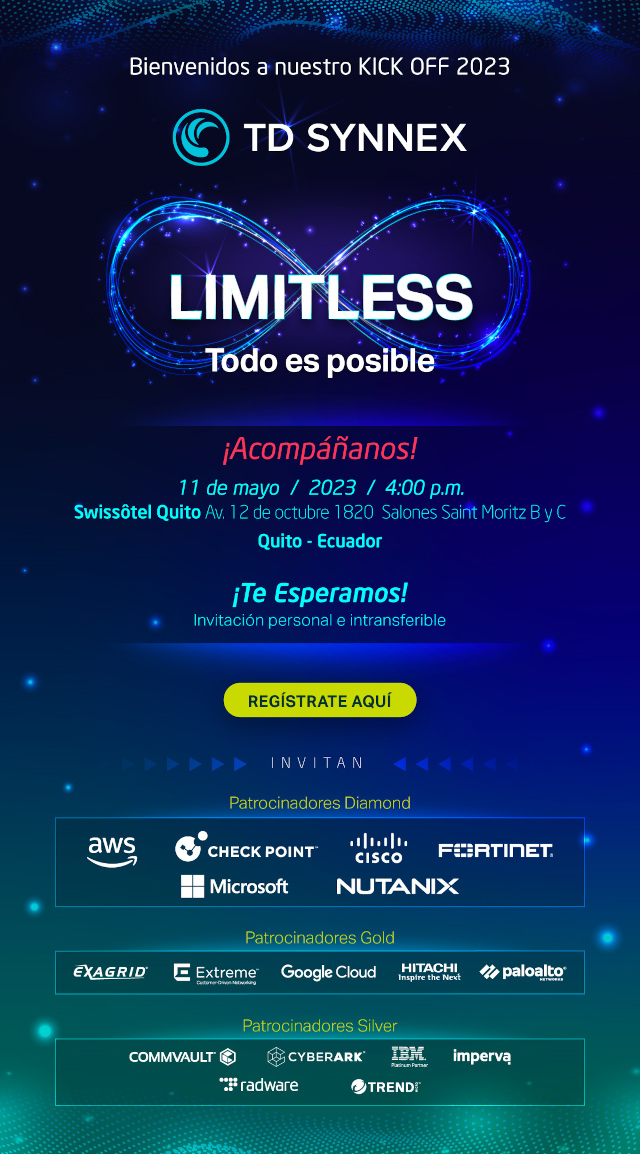 Bienvenidos a nuestro KICK OFF 2023
TD SYNNEX
LIMITLESS
Todo es posible
¡Acompáñanos!
11 de mayo / 2023 / 4:00 p.m.
Swissôtel Quito Av. 12 de octubre 1820 Salones Saint Moritz B y C
Quito - Ecuador
¡Te Esperamos!
Invitación personal e intransferible
REGÍSTRATE AQUÍ
INVITAN
Patrocinadores Diamond
aws CHECK POINT™ CISCO FORTINET®
Microsoft NUTANIX
Patrocinadores Gold
EXAGRID® Extreme™ Customer-Driven Networking Google Cloud HITACHI Inspire the Next paloalto® NETWORKS
Patrocinadores Silver
COMMVAULT CYBERARK® IBM Platinum Partner imperva
radware TREND MICRO